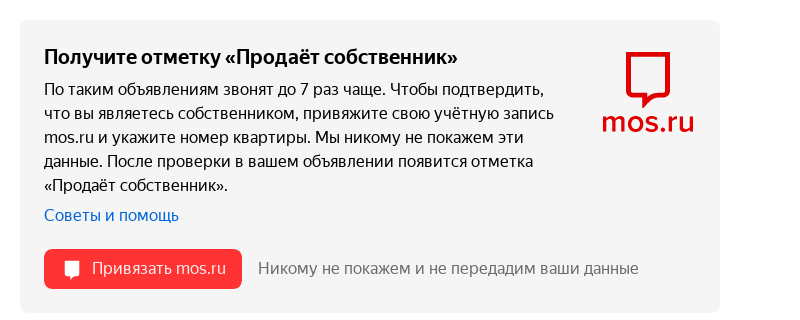 Получите отметку «Продаёт собственник»
По таким объявлениям звонят до 7 раз чаще. Чтобы подтвердить,
что вы являетесь собственником, привяжите свою учётную запись
mos.ru и укажите номер квартиры. Мы никому не покажем эти
данные. После проверки в вашем объявлении появится отметка
«Продаёт собственник».
mos.ru
Советы и помощь
Привязать mos.ru
Никому не покажем и не передадим ваши данные